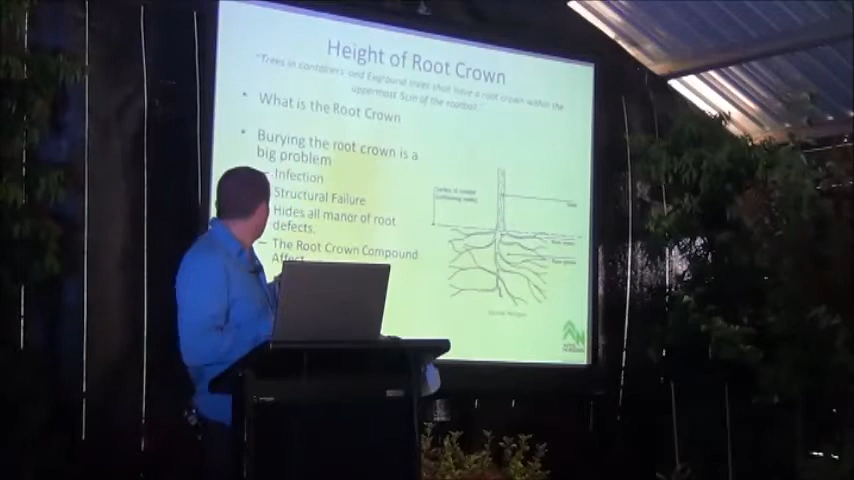 Height of Root Crown
"Trees in containers and Exground trees shall have a root crown within the
uppermost 5cm of the rootball."
• What is the Root Crown
• Burying the root crown is a
big problem
– Infection
Structural Failure
Hides all manor of root
defects.
– The Root Crown Compound
Affect